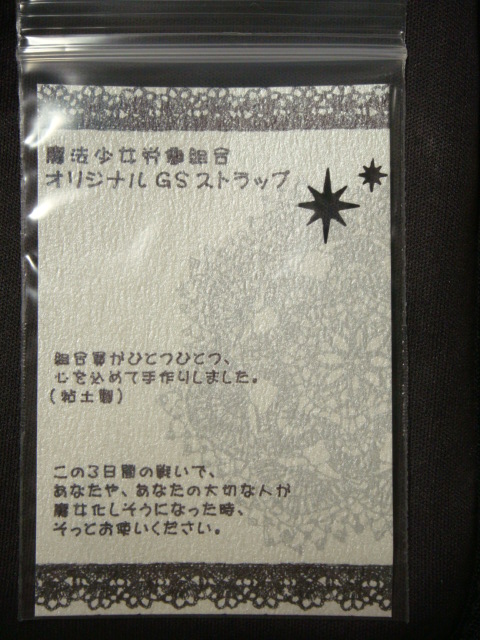 魔法少女労働組合
オリジナルGSストラップ
組合員がひとつひとつ、
心を込めて手作りしました。
(粘土製)
この3日間の戦いで、
あなたや、あなたの大切な人が
魔女化しそうになった時、
そっとお使いください。